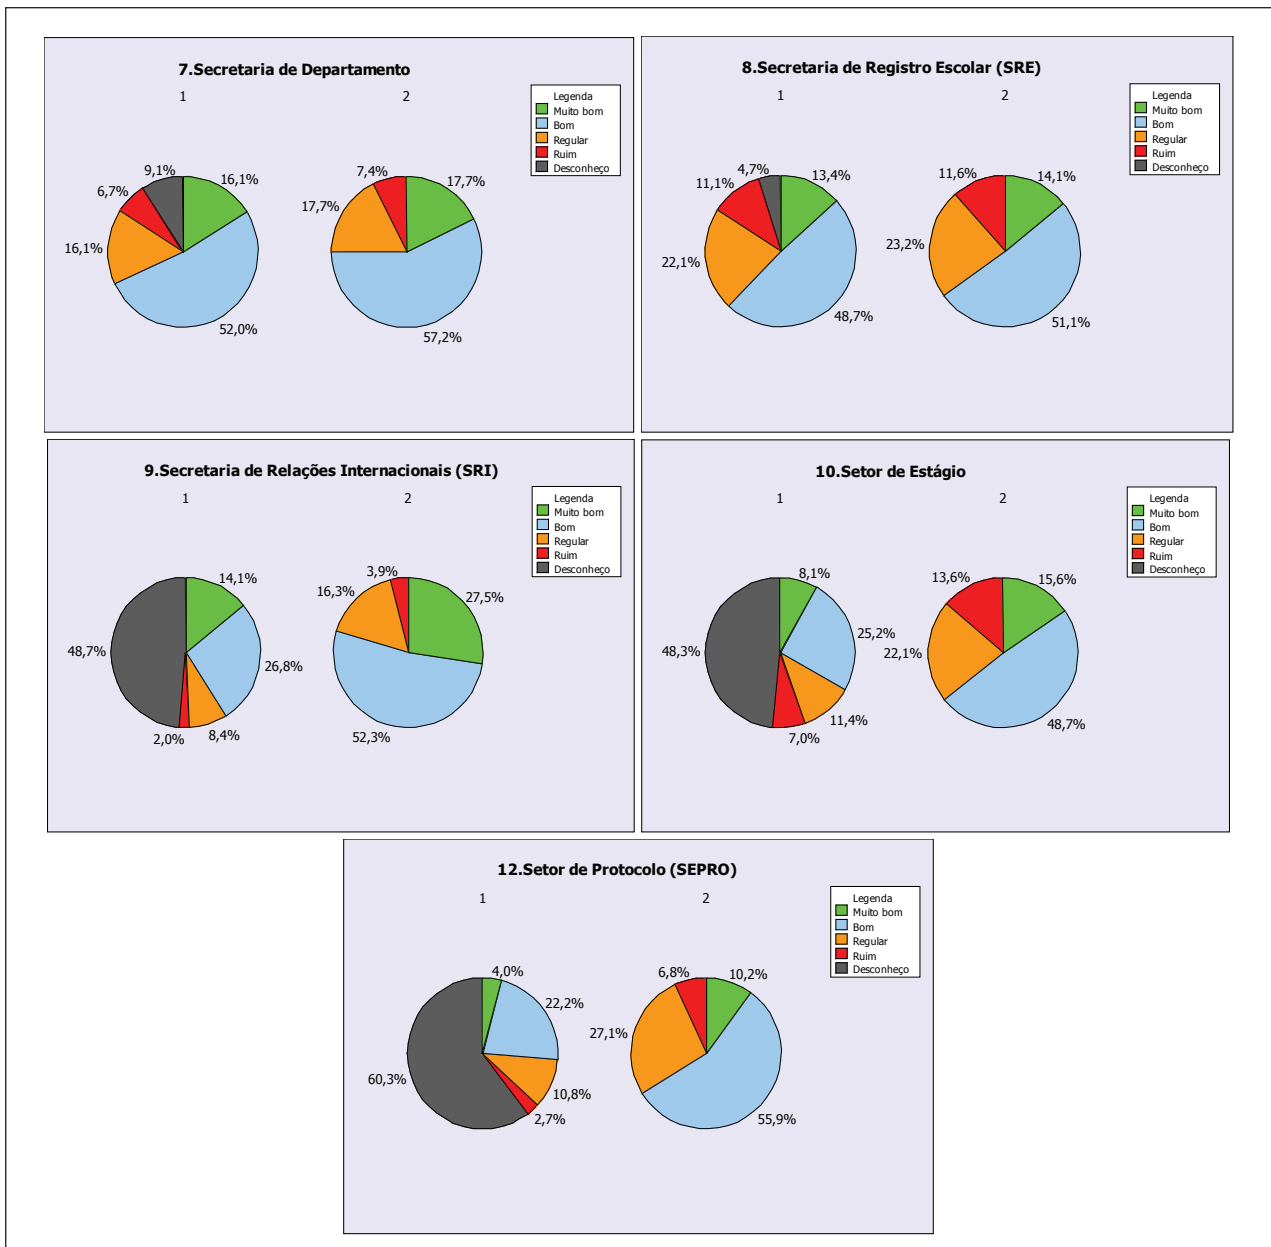 7.Secretaria de Departamento
1
2
Legenda
Muito bom
Bom
Regular
Ruim
Desconheço
9,1%
16,1%
6,7%
16,1%
52,0%
7,4%
17,7%
17,7%
57,2%
8.Secretaria de Registro Escolar (SRE)
1
2
Legenda
Muito bom
Bom
Regular
Ruim
Desconheço
4,7%
13,4%
11,1%
22,1%
48,7%
11,6%
14,1%
23,2%
51,1%
9.Secretaria de Relações Internacionais (SRI)
1
2
Legenda
Muito bom
Bom
Regular
Ruim
Desconheço
14,1%
48,7%
26,8%
2,0%
8,4%
3,9%
16,3%
27,5%
52,3%
10.Setor de Estágio
1
2
Legenda
Muito bom
Bom
Regular
Ruim
Desconheço
8,1%
25,2%
48,3%
11,4%
7,0%
13,6%
15,6%
22,1%
48,7%
12.Setor de Protocolo (SEPRO)
1
2
Legenda
Muito bom
Bom
Regular
Ruim
Desconheço
4,0%
22,2%
60,3%
10,8%
2,7%
6,8%
10,2%
27,1%
55,9%